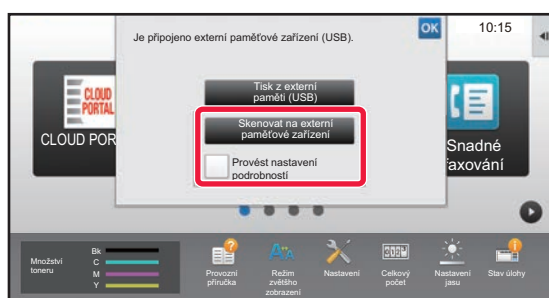 Je připojeno externí paměťové zařízení (USB).
OK
10:15
Tisk z externí
paměti (USB)
Skenovat na externí
paměťové zařízení
Provést nastavení
podrobností
CLOUD
PORTAL
CLOUD POR
Snadné
faxování
Množství
toneru
Bk
C
M
Y
Provozní
příručka
Režim
zvětšho
zobrazení
Nastavení
Celkový
počet
Nastavení
jasu
Stav úlohy